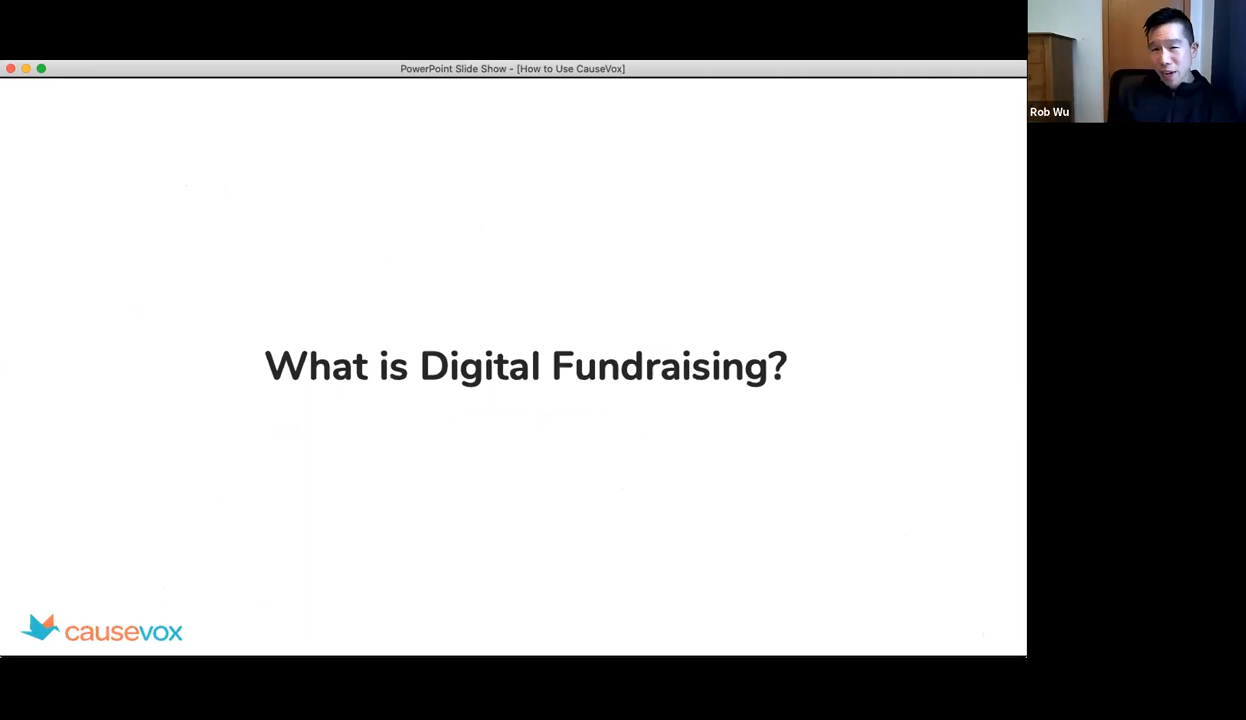 PowerPoint Slide Show - [How to Use CauseVox]
Rob Wu
What is Digital Fundraising?
causevox